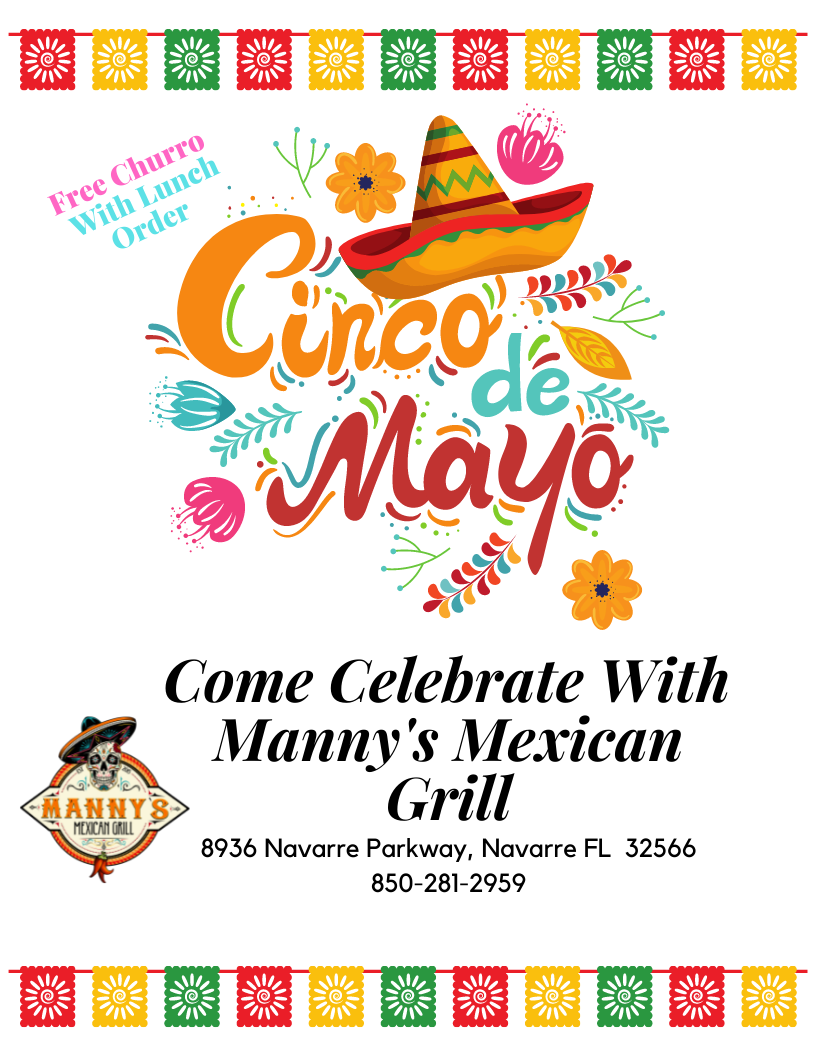 Free Churro
With Lunch
Order
Cinco
de
Mayo
Come Celebrate With
Manny's Mexican
Grill
MANNY'S
MEXICAN GRILL
8936 Navarre Parkway, Navarre FL  32566
850-281-2959